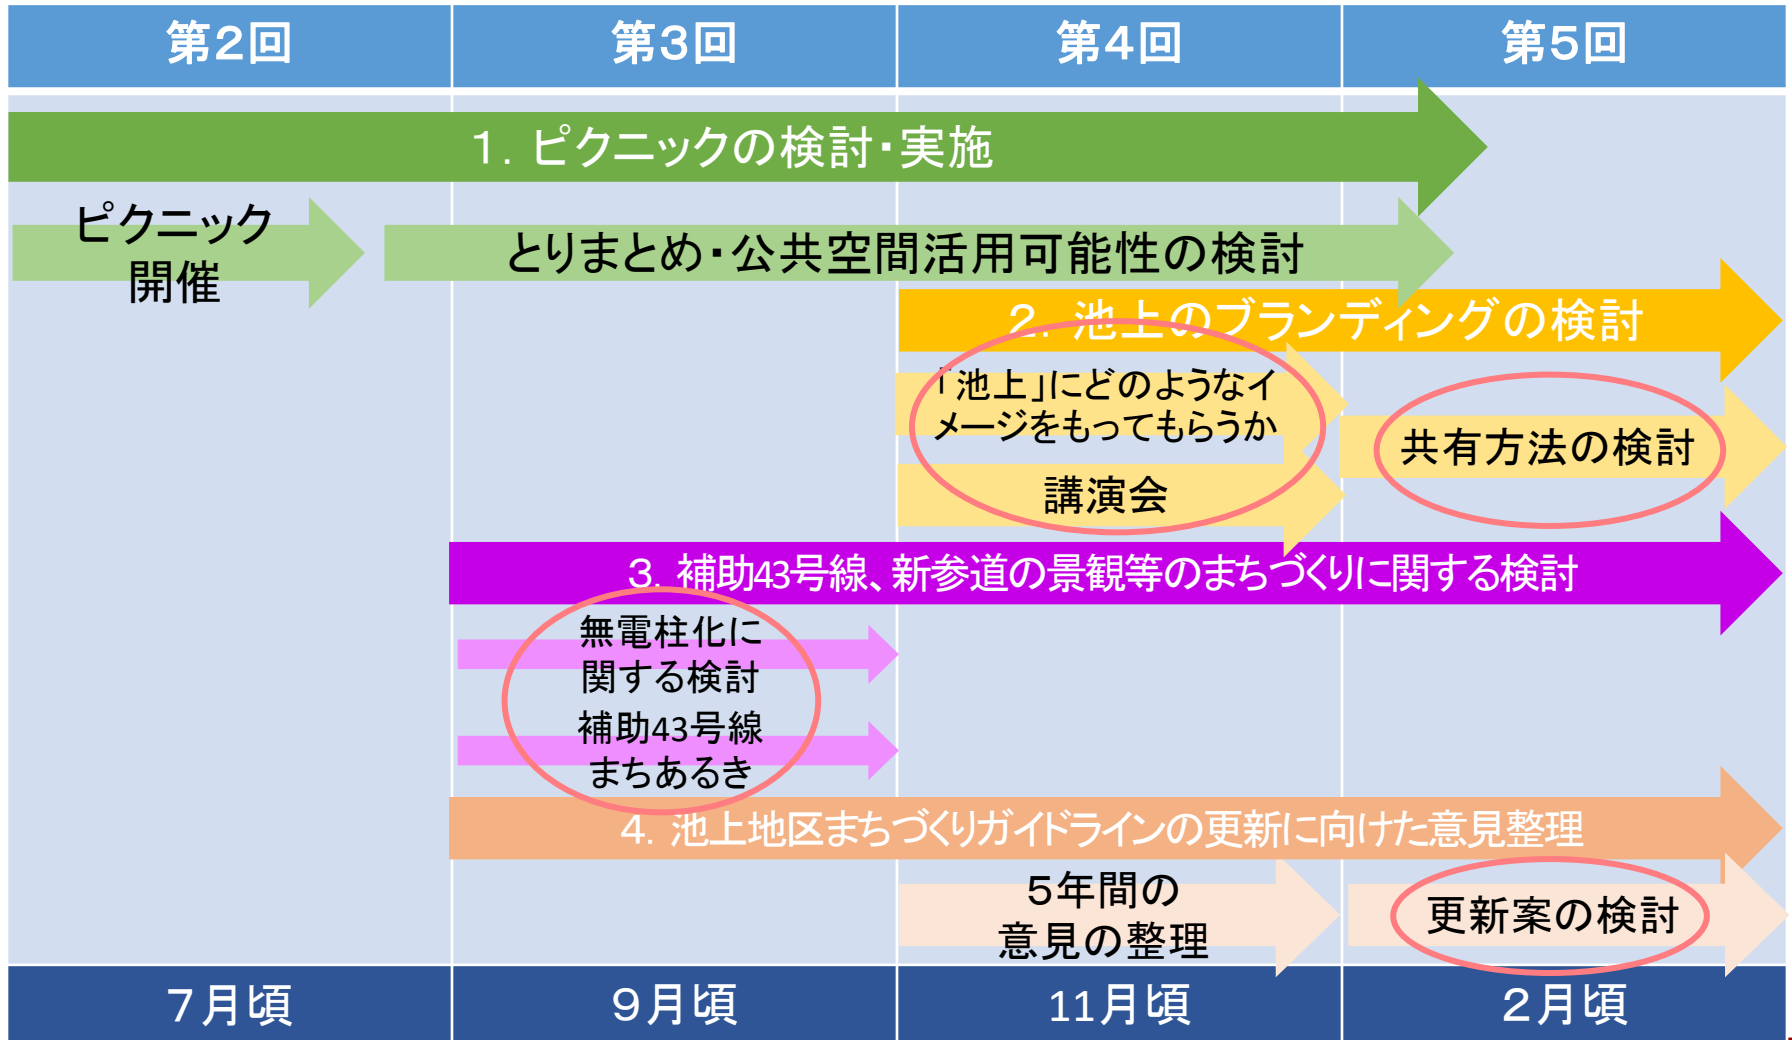 第2回
第3回
第4回
第5回
1. ピクニックの検討・実施
ピクニック
開催
とりまとめ・公共空間活用可能性の検討
2. 池上のブランディングの検討
「池上」にどのようなイ
メージをもってもらうか
講演会
共有方法の検討
3. 補助43号線、新参道の景観等のまちづくりに関する検討
無電柱化に
関する検討
補助43号線
まちあるき
4. 池上地区まちづくりガイドラインの更新に向けた意見整理
5年間の
意見の整理
更新案の検討
7月頃
9月頃
11月頃
2月頃